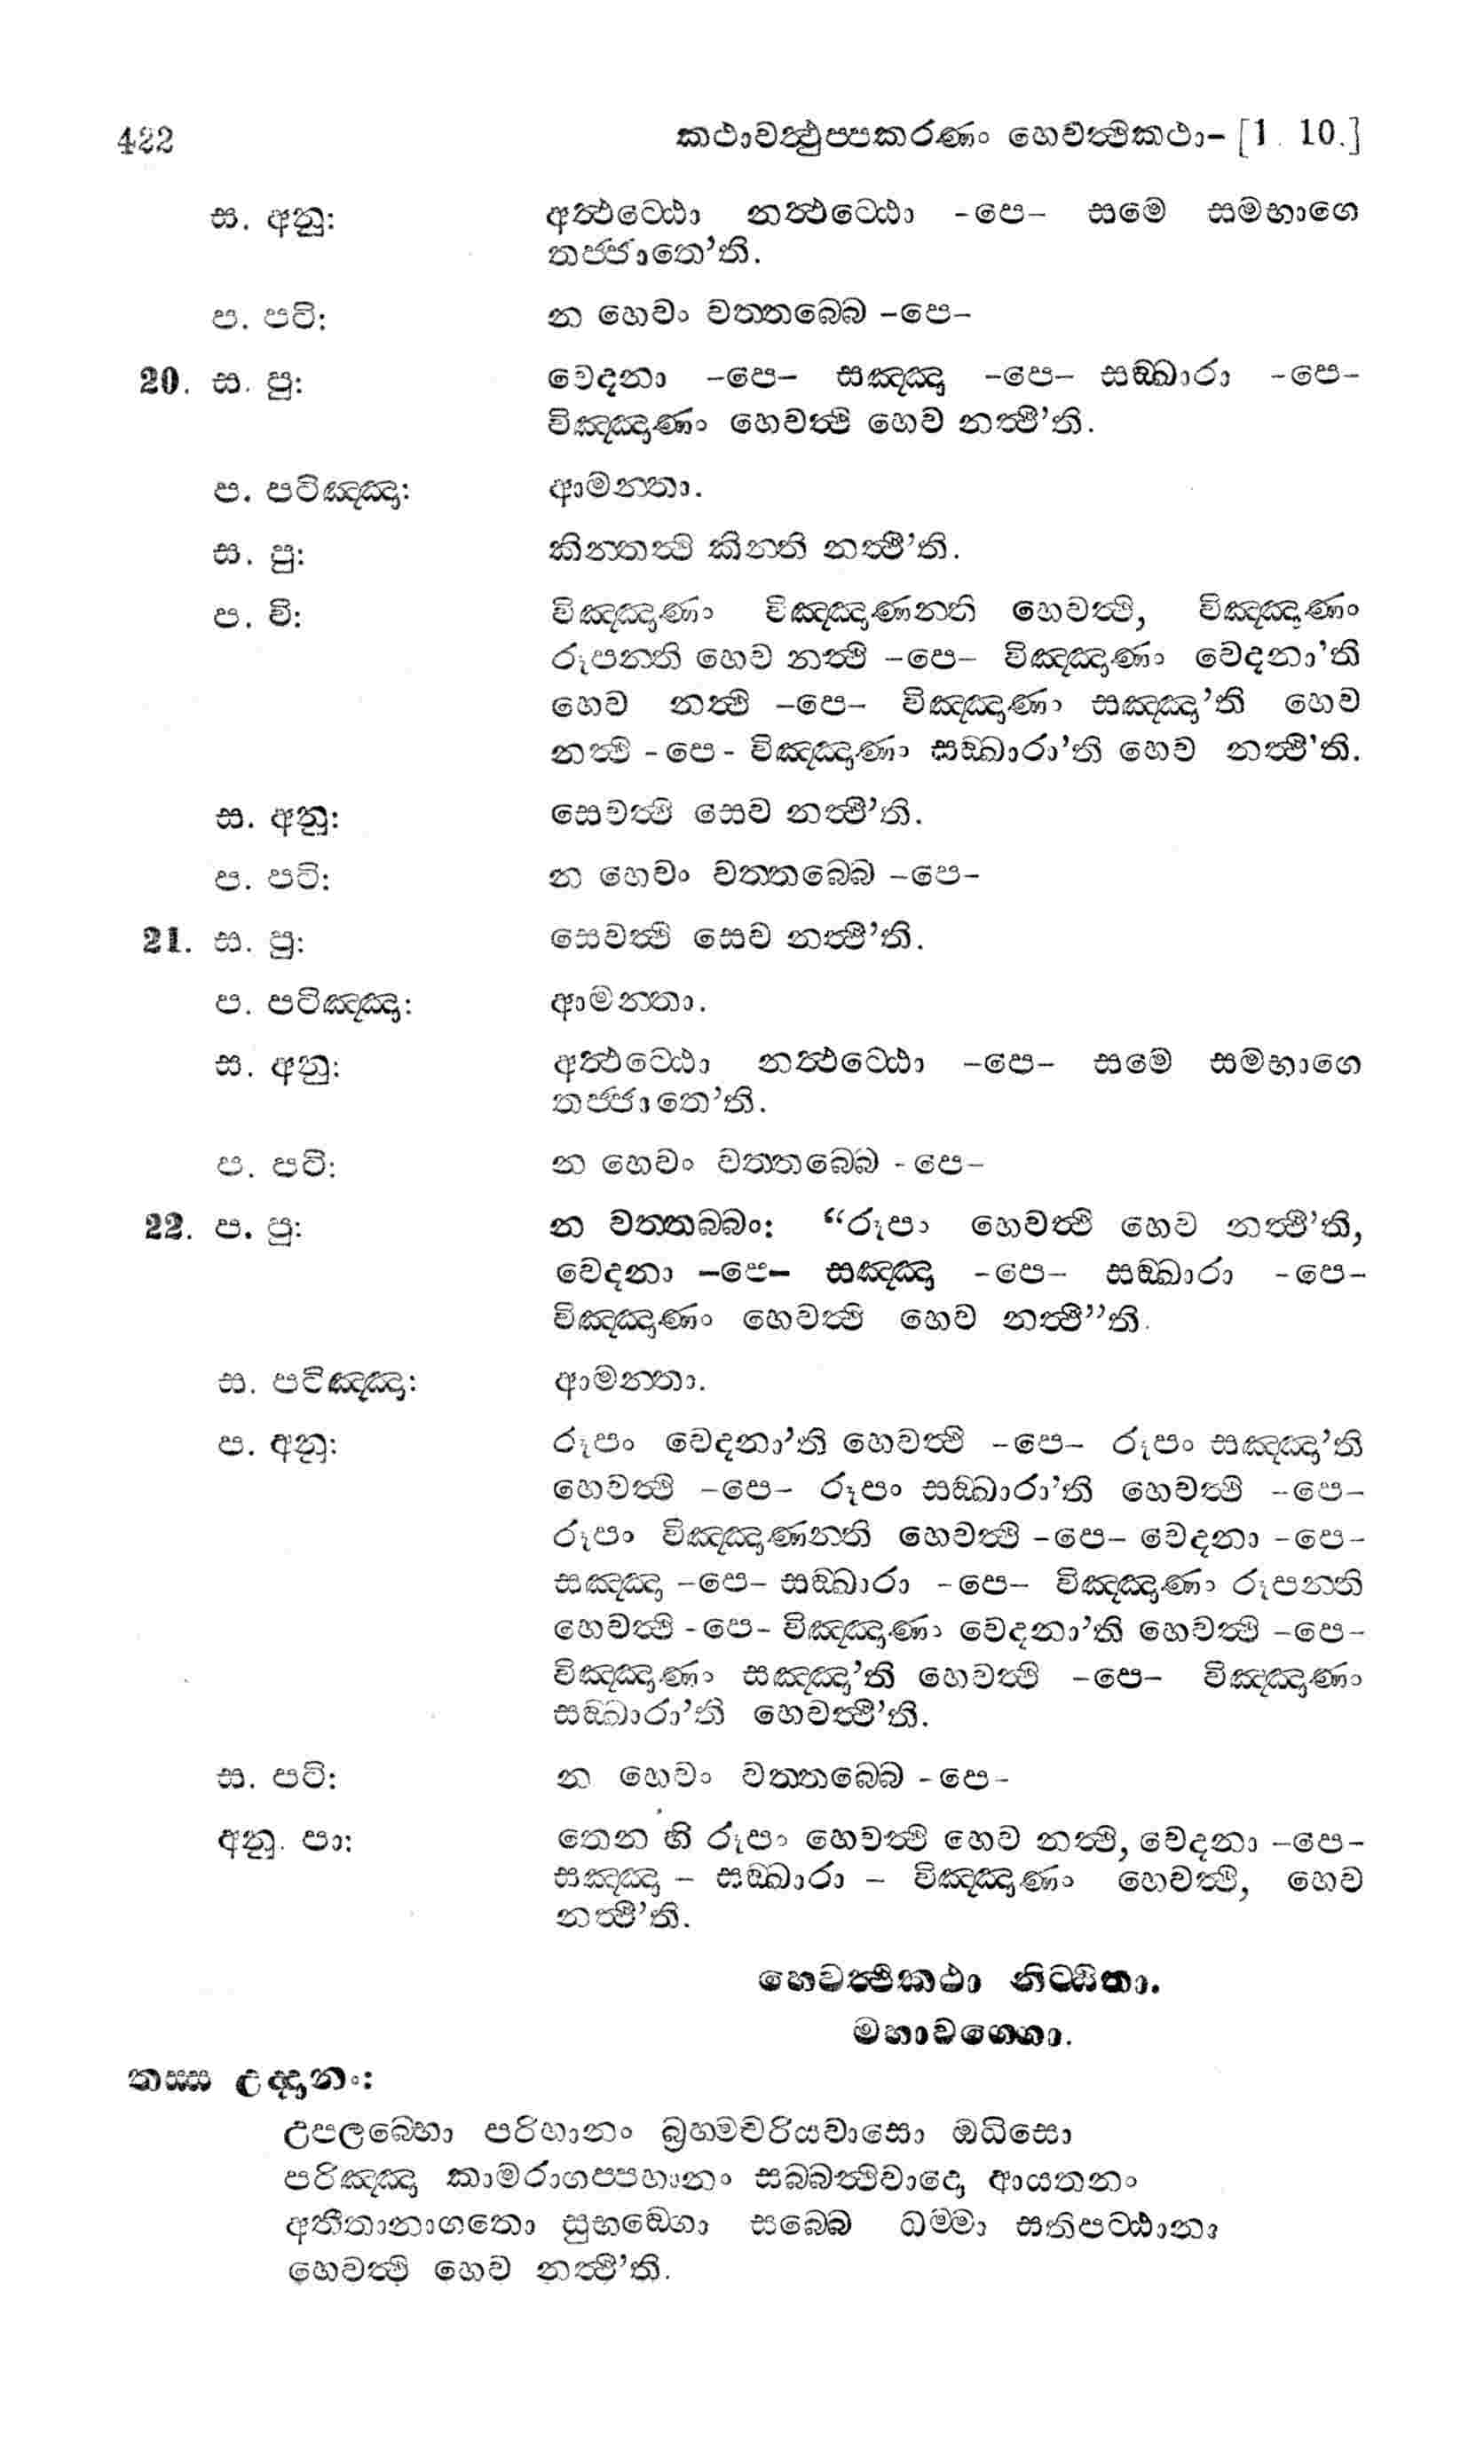 422 කථාවත්‍ථුප්පකරණං හෙවත්‍ථිකථා– [1. 10.]
ස. අනු: අත්‍ථට්ඨො නත්‍ථට්ඨො -පෙ– සමෙ සමභාගෙ
තජ්ජාතෙ’ති.
ප. පටි: න හෙවං වත්තබ්බෙ –පෙ–
20. ස. පු: වෙදනා –පෙ– සඤ්ඤා –පෙ– සඞ්ඛාරා -පෙ-
විඤ්ඤාණං හෙවත්‍ථි හෙව නත්‍ථී’ති.
ප. පටිඤ්ඤා: ආමන්තා.
ස. පු: කින්තත්‍ථි කින්ති නත්‍ථී’ති.
ප. වි: විඤ්ඤාණං විඤ්ඤාණන්ති හෙවත්‍ථි, විඤ්ඤාණං
රූපන්ති හෙව නත්‍ථි –පෙ– විඤ්ඤාණං වෙදනා’ති
හෙව නත්‍ථි –පෙ– විඤ්ඤාණං සඤ්ඤා’ති හෙව
නත්‍ථි -පෙ- විඤ්ඤාණං සඞ්ඛාරා’ති හෙව නත්‍ථී’ති.
ස. අනු: සෙවත්‍ථි සෙව නත්‍ථී’ති.
ප. පටි: න හෙවං වත්තබ්බෙ –පෙ–
21. ස. පු: සෙවත්‍ථි සෙව නත්‍ථී’ති.
ප. පටිඤ්ඤා: ආමන්තා.
ස. අනු: අත්‍ථට්ඨො නත්‍ථට්ඨො –පෙ– සමෙ සමභාගෙ
තජ්ජාතෙ’ති.
ප. පටි: න හෙවං වත්තබ්බෙ -පෙ–
22. ප. පු: න වත්තබ්බං: “රූපං හෙවත්‍ථි හෙව නත්‍ථී’ති,
වෙදනා –පෙ– සඤ්ඤා -පෙ– සඞ්ඛාරා -පෙ-
විඤ්ඤාණං හෙවත්‍ථි හෙව නත්‍ථී”ති.
ස. පටිඤ්ඤා: ආමන්තා.
ප. අනු: රූපං වෙදනා’ති හෙවත්‍ථි –පෙ– රූපං සඤ්ඤා’ති
හෙවත්‍ථි –පෙ– රූපං සඞ්ඛාරා’ති හෙවත්‍ථි -පෙ-
රූපං විඤ්ඤාණන්ති හෙවත්‍ථි –පෙ– වෙදනා –පෙ-
සඤ්ඤා –පෙ– සඞ්ඛාරා -පෙ– විඤ්ඤාණං රූපන්ති
හෙවත්‍ථි -පෙ- විඤ්ඤාණං වෙදනා’ති හෙවත්‍ථි –පෙ-
විඤ්ඤාණං සඤ්ඤා’ති හෙවත්‍ථි –පෙ– විඤ්ඤාණං
සඞ්ඛාරා’ති හෙවත්‍ථී’ති.
ස. පටි: න හෙවං වත්තබ්බෙ -පෙ-
අනු. පා: තෙන හි රූපං හෙවත්‍ථි හෙව නත්‍ථි, වෙදනා –පෙ–
සඤ්ඤා – සඞ්ඛාරා – විඤ්ඤාණං හෙවත්‍ථි, හෙව
නත්‍ථී’ති.
හෙවත්‍ථිකථා නිට්ඨිතා.
මහාවග්ගො.
තස්ස උද්දානං:
උපලබ්භො පරිහානං බ්‍රහ්මචරියවාසො ඔධිසො
පරිඤ්ඤා කාමරාගප්පහානං සබ්බත්‍ථිවාදො ආයතනං
අතීතානාගතො සුභඞ්ගො සබ්බෙ ධම්මා සතිපට්ඨානා
හෙවත්‍ථි හෙව නත්‍ථී’ති.